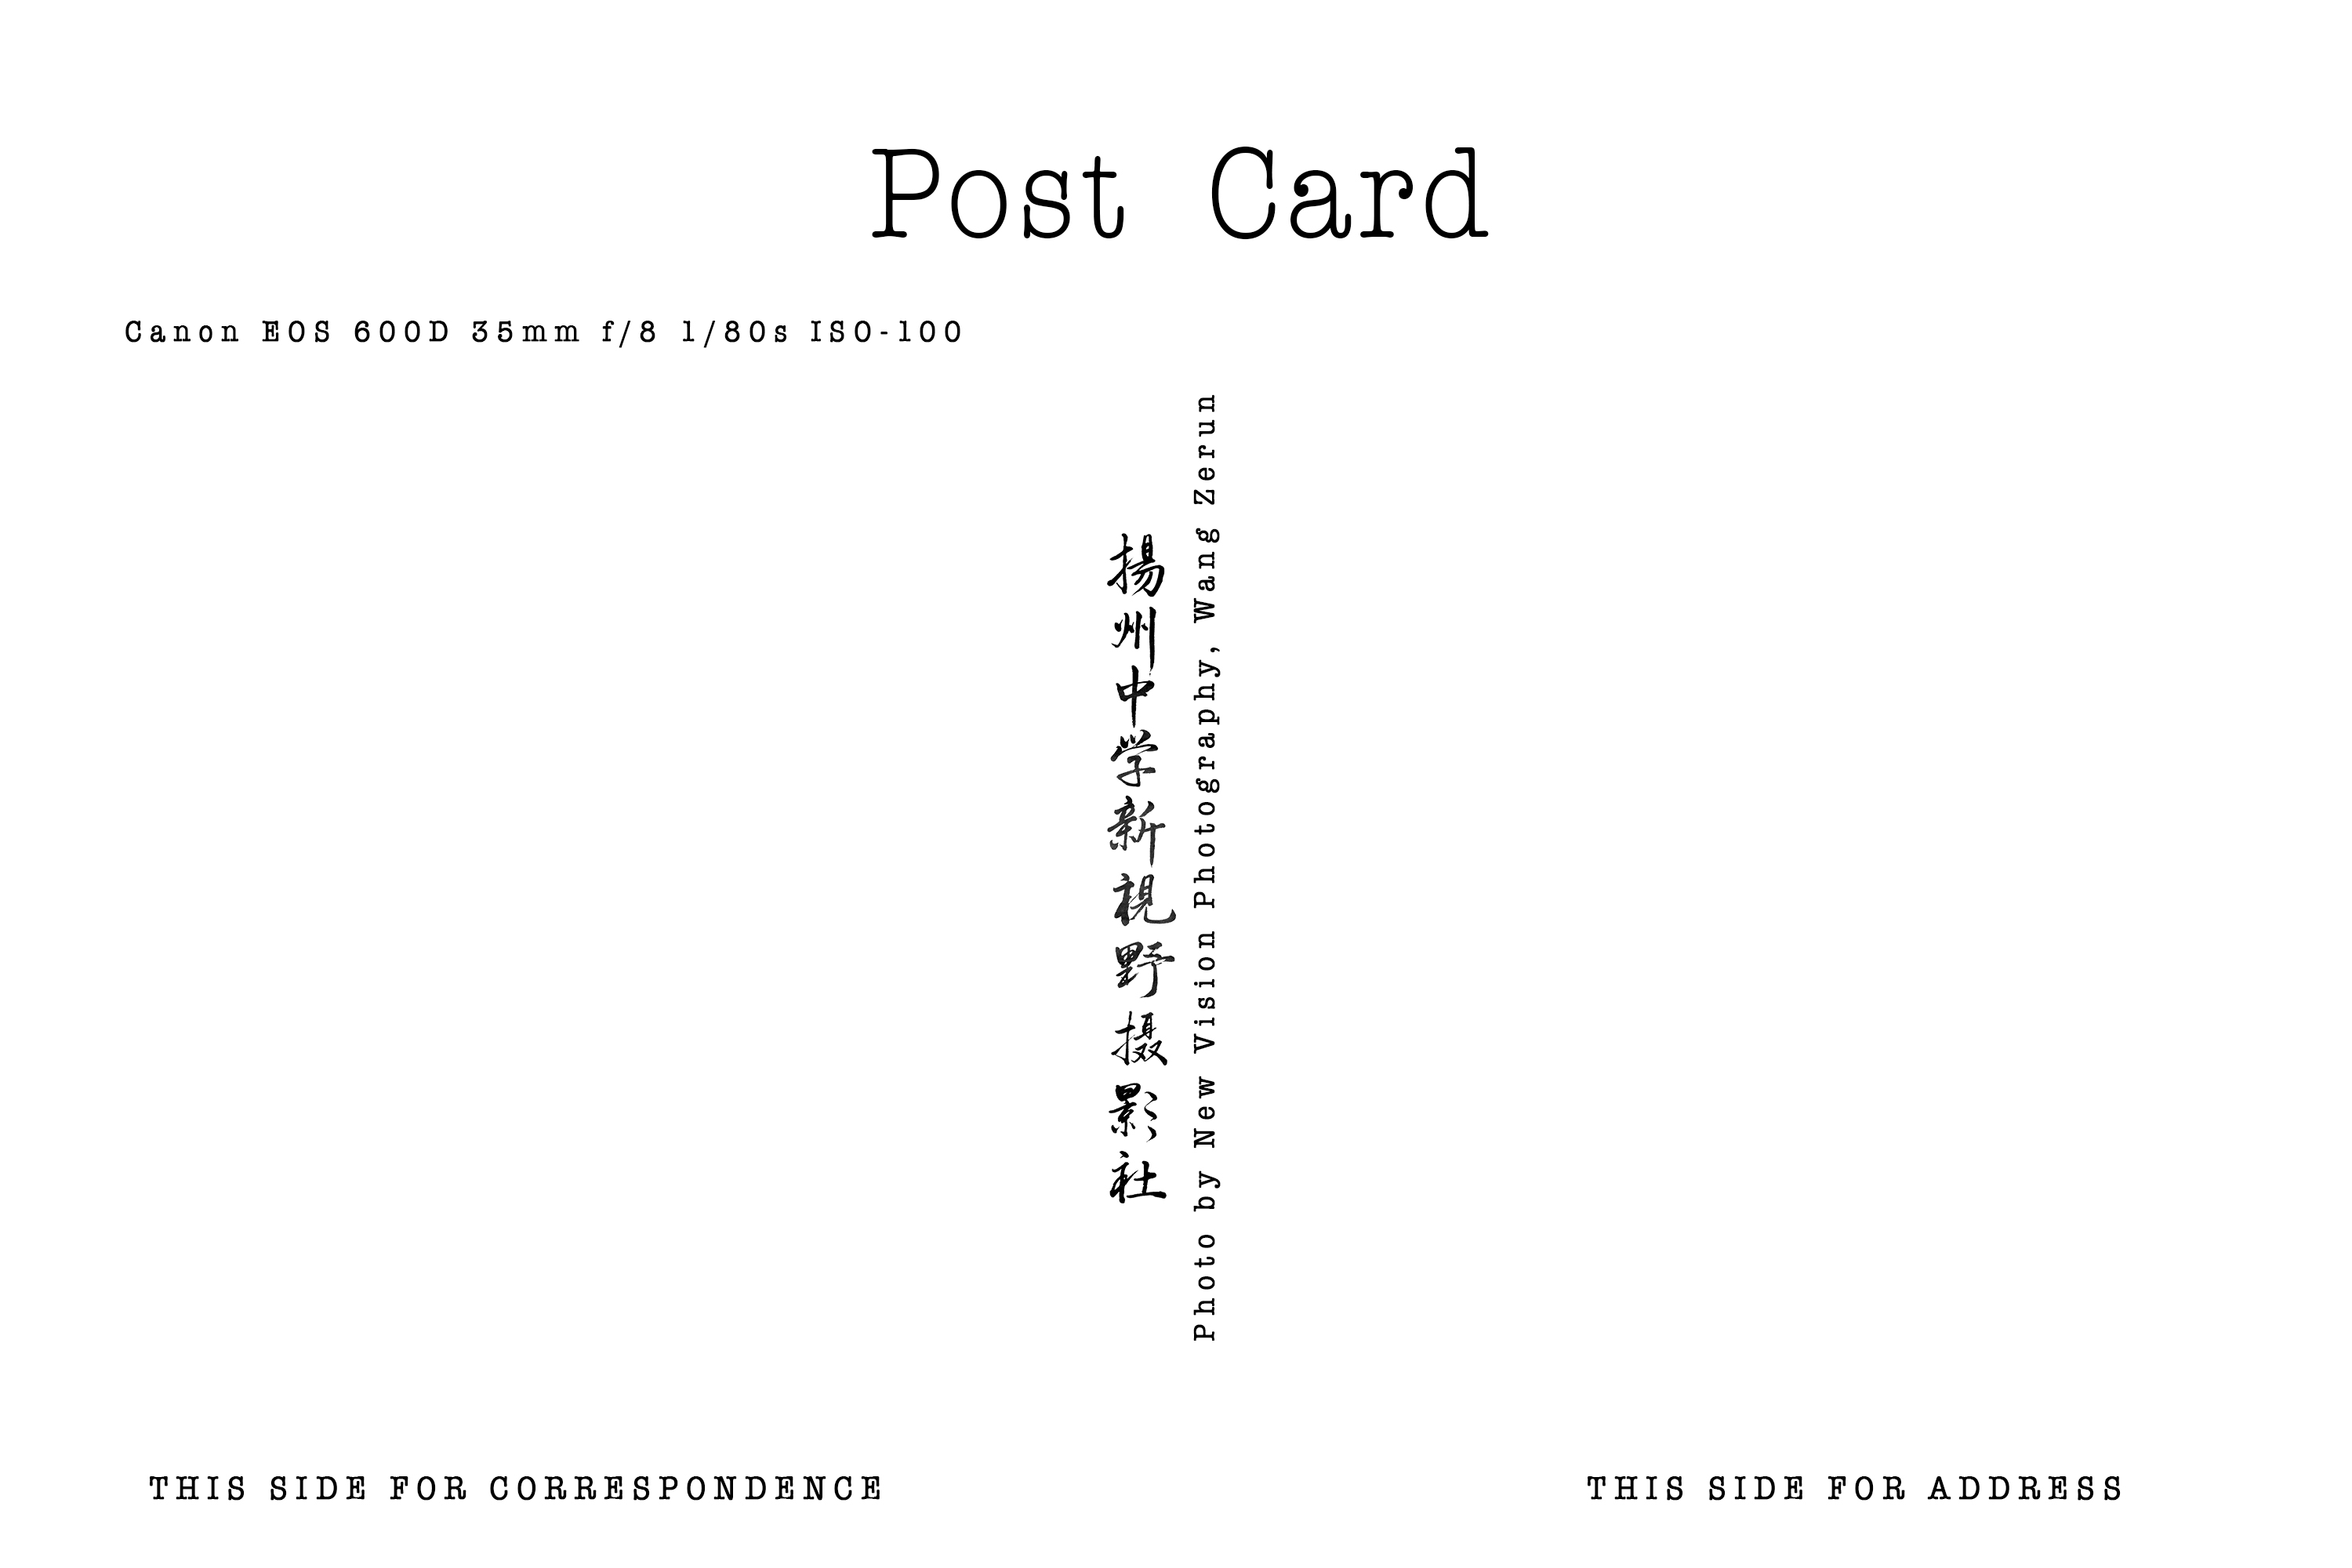 Post Card
Canon EOS 600D 35mm f/8 1/80s ISO-100
揚州中学新視野摄影社
Photo by New Vision Photography, Wang Zerun
THIS SIDE FOR CORRESPONDENCE
THIS SIDE FOR ADDRESS